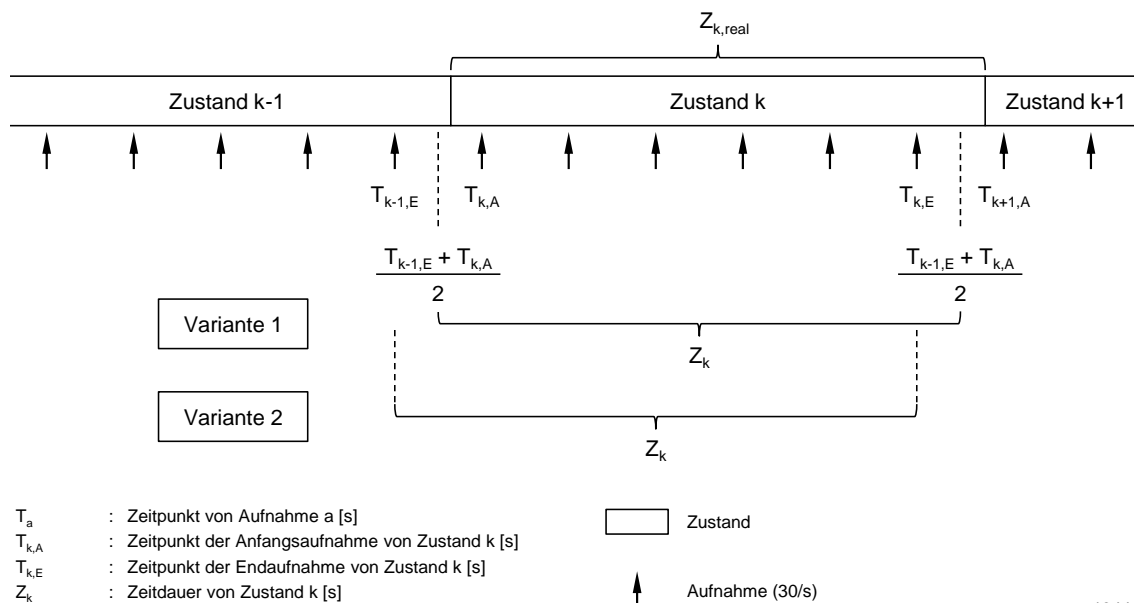 Z_k,real
Zustand k-1 Zustand k Zustand k+1
T_k-1,E T_k,A T_k,E T_k+1,A
T_k-1,E + T_k,A T_k-1,E + T_k,A
2 2
Variante 1
Z_k
Variante 2
Z_k
T_a : Zeitpunkt von Aufnahme a [s]
Zustand
T_k,A : Zeitpunkt der Anfangsaufnahme von Zustand k [s]
T_k,E : Zeitpunkt der Endaufnahme von Zustand k [s]
Z_k : Zeitdauer von Zustand k [s]
Aufnahme (30/s)